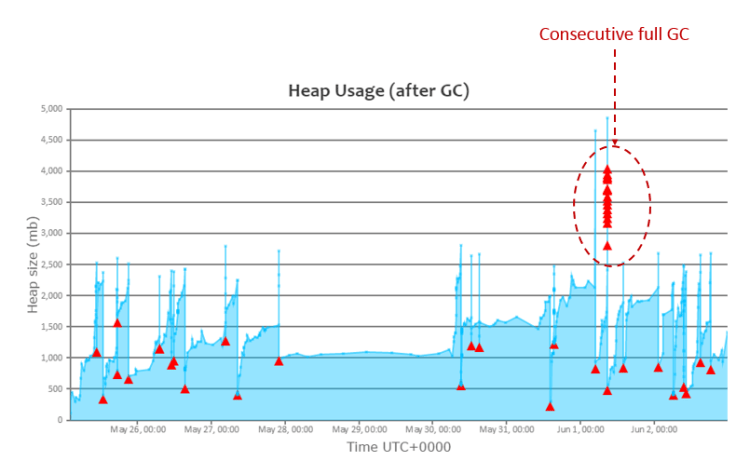 Consecutive full GC
Heap Usage (after GC)
5,000
4,500
4,000
3,500
3,000
2,500
2,000
1,500
1,000
500
0
Heap size (mb)
May 26, 00:00 May 27, 00:00 May 28, 00:00 May 29, 00:00 May 30, 00:00 May 31, 00:00 Jun 1, 00:00 Jun 2, 00:00
Time UTC+0000